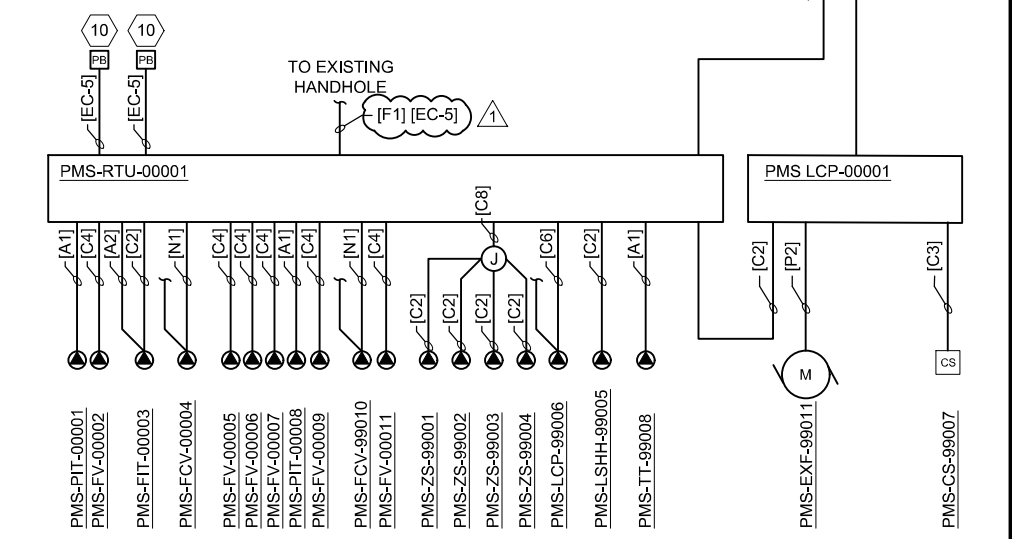 10 10
PB PB
[EC-5] [EC-5]
TO EXISTING
HANDHOLE
[F1] [EC-5] 1
PMS-RTU-00001
PMS LCP-00001
[C8]
[A1] [C4] [A2] [C2] [N1] [C4] [C4] [C4] [A1] [C4] [N1] [C4] [C6] [C2] [A1] [C2] [P2] [C3]
J
[C2] [C2] [C2] [C2]
M
CS
PMS-PIT-00001
PMS-FV-00002
PMS-FIT-00003
PMS-FCV-00004
PMS-FV-00005
PMS-FV-00006
PMS-FV-00007
PMS-PIT-00008
PMS-FV-00009
PMS-FCV-99010
PMS-FV-00011
PMS-ZS-99001
PMS-ZS-99002
PMS-ZS-99003
PMS-ZS-99004
PMS-LCP-99006
PMS-LSHH-99005
PMS-TT-99008
PMS-EXF-99011
PMS-CS-99007